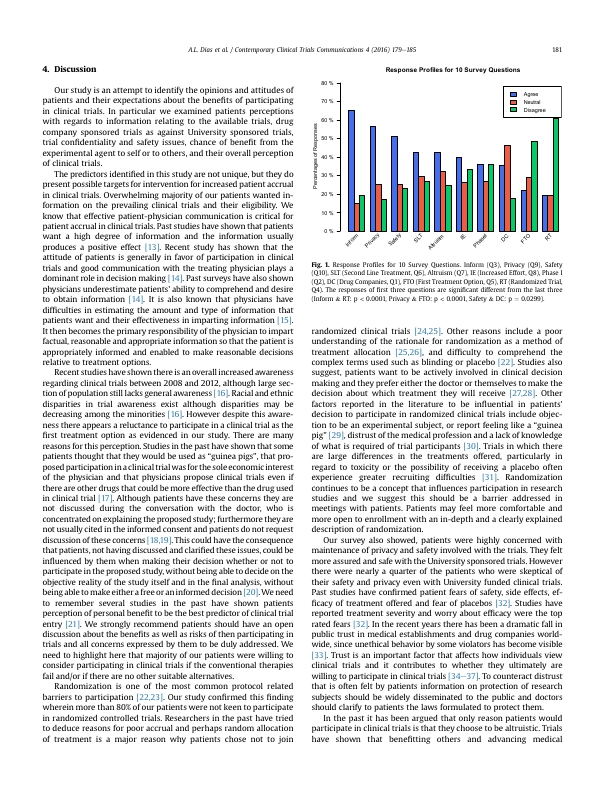 A.L. Dias et al. / Contemporary Clinical Trials Communications 4 (2016) 179–185
181
4. Discussion
Our study is an attempt to identify the opinions and attitudes of
patients and their expectations about the benefits of participating
in clinical trials. In particular we examined patients perceptions
with regards to information relating to the available trials, drug
company sponsored trials as against University sponsored trials,
trial confidentiality and safety issues, chance of benefit from the
experimental agent to self or to others, and their overall perception
of clinical trials.
The predictors identified in this study are not unique, but they do
present possible targets for intervention for increased patient accrual
in clinical trials. Overwhelming majority of our patients wanted in-
formation on the prevailing clinical trials and their eligibility. We
know that effective patient-physician communication is critical for
patient accrual in clinical trials. Past studies have shown that patients
want a high degree of information and the information usually
produces a positive effect [13]. Recent study has shown that the
attitude of patients is generally in favor of participation in clinical
trials and good communication with the treating physician plays a
dominant role in decision making [14]. Past surveys have also shown
physicians underestimate patients' ability to comprehend and desire
to obtain information [14]. It is also known that physicians have
difficulties in estimating the amount and type of information that
patients want and their effectiveness in imparting information [15].
It then becomes the primary responsibility of the physician to impart
factual, reasonable and appropriate information so that the patient is
appropriately informed and enabled to make reasonable decisions
relative to treatment options.
Recent studies have shown there is an overall increased awareness
regarding clinical trials between 2008 and 2012, although large sec-
tion of population still lacks general awareness [16]. Racial and ethnic
disparities in trial awareness exist although disparities may be
decreasing among the minorities [16]. However despite this aware-
ness there appears a reluctance to participate in a clinical trial as the
first treatment option as evidenced in our study. There are many
reasons for this perception. Studies in the past have shown that some
patients thought that they would be used as “guinea pigs”, that pro-
posed participation in a clinical trial was for the sole economic interest
of the physician and that physicians propose clinical trials even if
there are other drugs that could be more effective than the drug used
in clinical trial [17]. Although patients have these concerns they are
not discussed during the conversation with the doctor, who is
concentrated on explaining the proposed study; furthermore they are
not usually cited in the informed consent and patients do not request
discussion of these concerns [18,19]. This could have the consequence
that patients, not having discussed and clarified these issues, could be
influenced by them when making their decision whether or not to
participate in the proposed study, without being able to decide on the
objective reality of the study itself and in the final analysis, without
being able to make either a free or an informed decision [20]. We need
to remember several studies in the past have shown patients
perception of personal benefit to be the best predictor of clinical trial
entry [21]. We strongly recommend patients should have an open
discussion about the benefits as well as risks of then participating in
trials and all concerns expressed by them to be duly addressed. We
need to highlight here that majority of our patients were willing to
consider participating in clinical trials if the conventional therapies
fail and/or if there are no other suitable alternatives.
Randomization is one of the most common protocol related
barriers to participation [22,23]. Our study confirmed this finding
wherein more than 80% of our patients were not keen to participate
in randomized controlled trials. Researchers in the past have tried
to deduce reasons for poor accrual and perhaps random allocation
of treatment is a major reason why patients chose not to join
Response Profiles for 10 Survey Questions
Percentages of Responses
80 %
70 %
60 %
50 %
40 %
30 %
20 %
10 %
0 %
Agree
Neutral
Disagree
Inform
Privacy
Safety
SLT
Altruism
IE
PhaseI
DC
FTO
RT
Fig. 1. Response Profiles for 10 Survey Questions. Inform (Q3), Privacy (Q9), Safety
(Q10), SLT (Second Line Treatment, Q6), Altruism (Q7), IE (Increased Effort, Q8), Phase I
(Q2), DC (Drug Companies, Q1), FTO (First Treatment Option, Q5), RT (Randomized Trial,
Q4). The responses of first three questions are significant different from the last three
(Inform & RT: p < 0.0001, Privacy & FTO: p < 0.0001, Safety & DC: p = 0.0299).
randomized clinical trials [24,25]. Other reasons include a poor
understanding of the rationale for randomization as a method of
treatment allocation [25,26], and difficulty to comprehend the
complex terms used such as blinding or placebo [22]. Studies also
suggest, patients want to be actively involved in clinical decision
making and they prefer either the doctor or themselves to make the
decision about which treatment they will receive [27,28]. Other
factors reported in the literature to be influential in patients'
decision to participate in randomized clinical trials include objec-
tion to be an experimental subject, or report feeling like a “guinea
pig” [29], distrust of the medical profession and a lack of knowledge
of what is required of trial participants [30]. Trials in which there
are large differences in the treatments offered, particularly in
regard to toxicity or the possibility of receiving a placebo often
experience greater recruiting difficulties [31]. Randomization
continues to be a concept that influences participation in research
studies and we suggest this should be a barrier addressed in
meetings with patients. Patients may feel more comfortable and
more open to enrollment with an in-depth and a clearly explained
description of randomization.
Our survey also showed, patients were highly concerned with
maintenance of privacy and safety involved with the trials. They felt
more assured and safe with the University sponsored trials. However
there were nearly a quarter of the patients who were skeptical of
their safety and privacy even with University funded clinical trials.
Past studies have confirmed patient fears of safety, side effects, ef-
ficacy of treatment offered and fear of placebos [32]. Studies have
reported treatment severity and worry about efficacy were the top
rated fears [32]. In the recent years there has been a dramatic fall in
public trust in medical establishments and drug companies world-
wide, since unethical behavior by some violators has become visible
[33]. Trust is an important factor that affects how individuals view
clinical trials and it contributes to whether they ultimately are
willing to participate in clinical trials [34–37]. To counteract distrust
that is often felt by patients information on protection of research
subjects should be widely disseminated to the public and doctors
should clarify to patients the laws formulated to protect them.
In the past it has been argued that only reason patients would
participate in clinical trials is that they choose to be altruistic. Trials
have shown that benefitting others and advancing medical